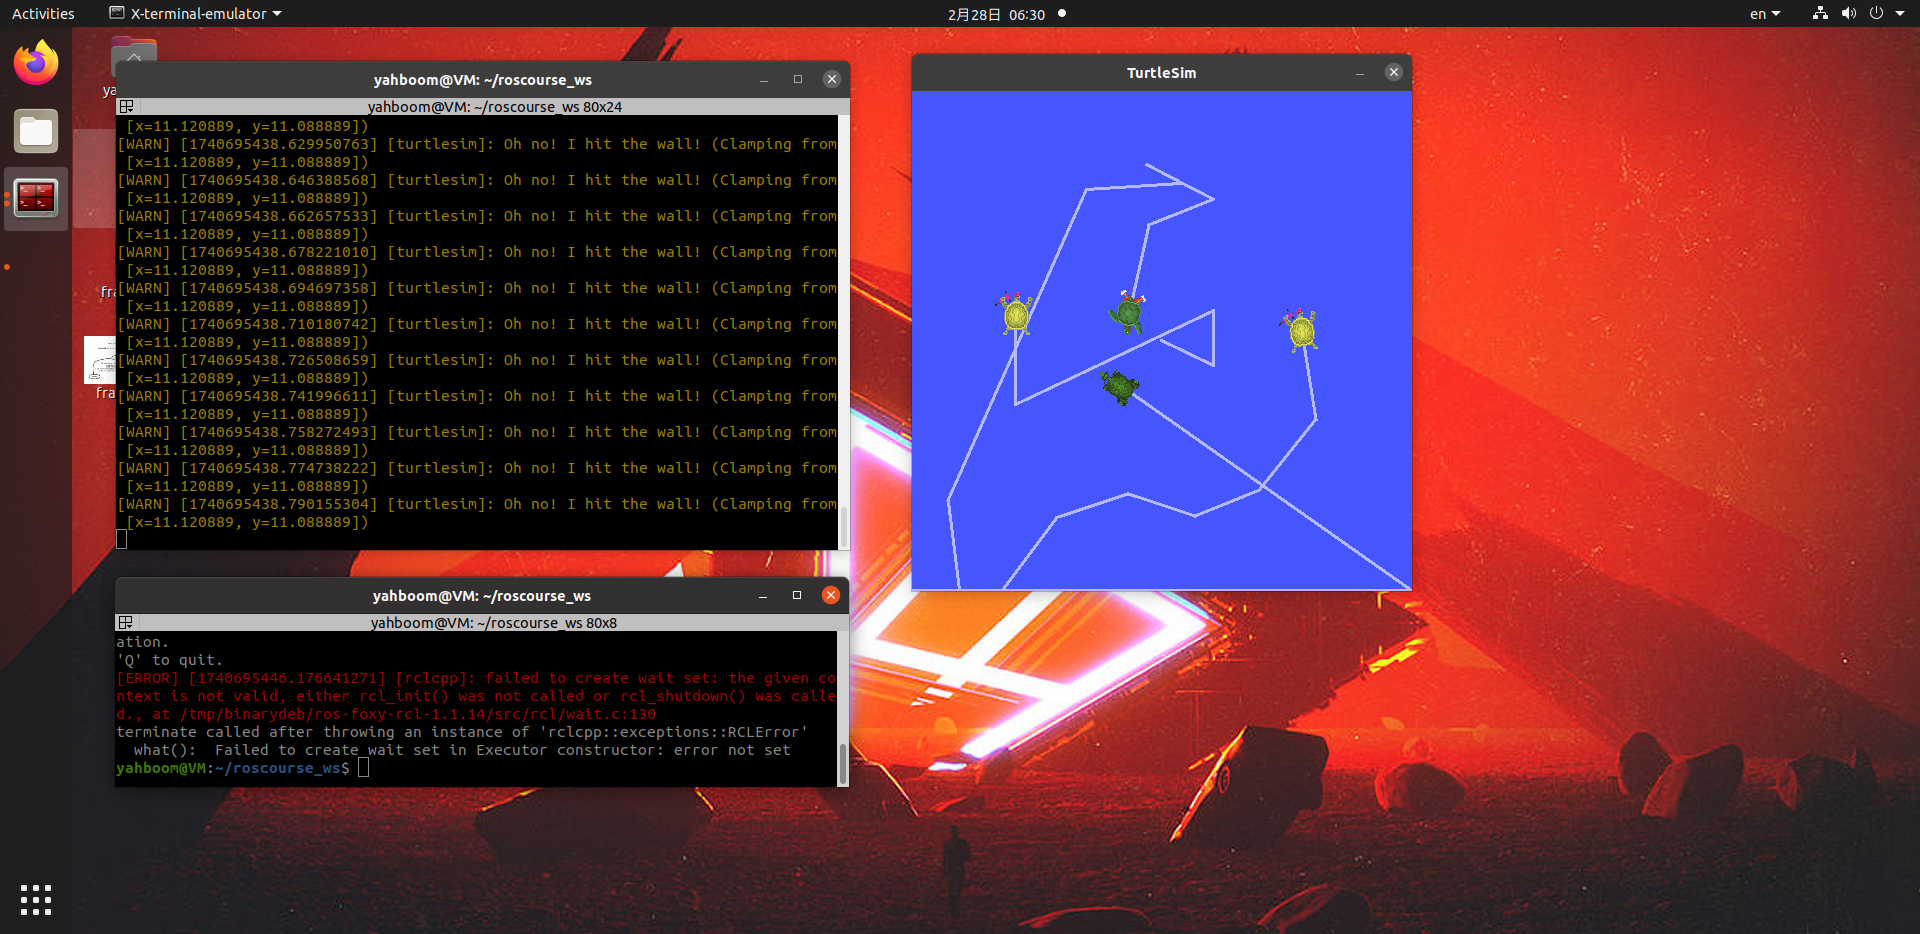 Activities
X-terminal-emulator
2月28日 06:30
en
yahboom@VM: ~/roscourse_ws
yahboom@VM: ~/roscourse_ws 80x24
[x=11.120889, y=11.088889])
[WARN] [1740695438.629950763] [turtlesim]: Oh no! I hit the wall! (Clamping from
[x=11.120889, y=11.088889])
[WARN] [1740695438.646388568] [turtlesim]: Oh no! I hit the wall! (Clamping from
[x=11.120889, y=11.088889])
[WARN] [1740695438.662657533] [turtlesim]: Oh no! I hit the wall! (Clamping from
[x=11.120889, y=11.088889])
[WARN] [1740695438.678221010] [turtlesim]: Oh no! I hit the wall! (Clamping from
[x=11.120889, y=11.088889])
[WARN] [1740695438.694697358] [turtlesim]: Oh no! I hit the wall! (Clamping from
[x=11.120889, y=11.088889])
[WARN] [1740695438.710180742] [turtlesim]: Oh no! I hit the wall! (Clamping from
[x=11.120889, y=11.088889])
[WARN] [1740695438.726508659] [turtlesim]: Oh no! I hit the wall! (Clamping from
[x=11.120889, y=11.088889])
[WARN] [1740695438.741996611] [turtlesim]: Oh no! I hit the wall! (Clamping from
[x=11.120889, y=11.088889])
[WARN] [1740695438.758272493] [turtlesim]: Oh no! I hit the wall! (Clamping from
[x=11.120889, y=11.088889])
[WARN] [1740695438.774738222] [turtlesim]: Oh no! I hit the wall! (Clamping from
[x=11.120889, y=11.088889])
[WARN] [1740695438.790155304] [turtlesim]: Oh no! I hit the wall! (Clamping from
[x=11.120889, y=11.088889])
ya
fra
fra
yahboom@VM: ~/roscourse_ws
yahboom@VM: ~/roscourse_ws 80x8
ation.
'Q' to quit.
[ERROR] [1740695446.176641271] [rclcpp]: failed to create wait set: the given co
ntext is not valid, either rcl_init() was not called or rcl_shutdown() was calle
d., at /tmp/binarydeb/ros-foxy-rcl-1.1.14/src/rcl/wait.c:130
terminate called after throwing an instance of 'rclcpp::exceptions::RCLError'
what():  Failed to create wait set in Executor constructor: error not set
yahboom@VM:~/roscourse_ws$
TurtleSim